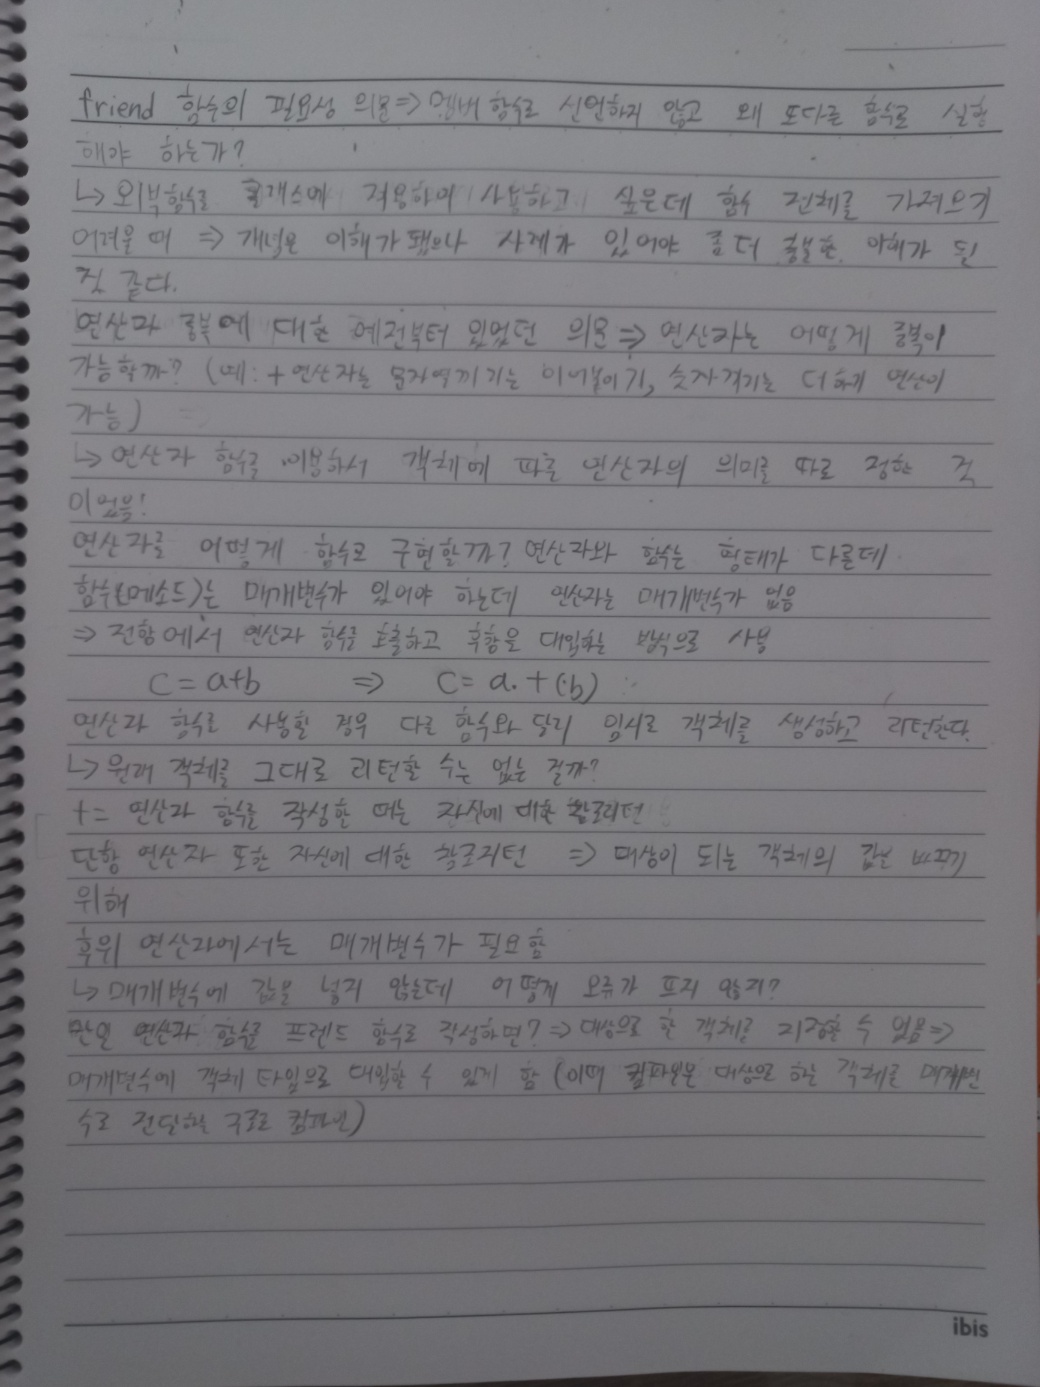 friend 함수의 필요성 의문 => 멤버 함수로 선언하지 않고 왜 또다른 함수로 실행
해야 하는가?
↳ 외부함수를 클래스에 적용하여 사용하고 싶은데 함수 전체를 가져오기
어려울 때 => 개념은 이해가 됐으나 사례가 있어야 좀더 충분한 이해가 될
것 같다.
연산자 중복에 대한 예전부터 있었던 의문 => 연산자는 어떻게 중복이
가능할까? (예: + 연산자는 문자열끼리는 이어붙이기, 숫자끼리는 더하기 연산이
가능)
↳ 연산자 함수를 이용하서 객체에 따른 연산자의 의미를 따로 정한 것
이었음!
연산자를 어떻게 함수로 구현할까? 연산자와 함수는 형태가 다른데
함수(메소드)는 매개변수가 있어야 하는데 연산자는 매개변수가 없음
=> 전항에서 연산자 함수를 호출하고 후항을 대입하는 방식으로 사용
C = a+b => C = a. + (b)
연산자 함수를 사용할 경우 다른 함수와 달리 임시로 객체를 생성하고 리턴한다.
↳ 원래 객체를 그대로 리턴할 수는 없는 걸까?
+= 연산자 함수를 작성할 때는 자신에 대한 참조리턴
단항 연산자 또한 자신에 대한 참조리턴 => 대상이 되는 객체의 값을 바꾸기
위해
후위 연산자에서는 매개변수가 필요함
↳ 매개변수에 값을 넣지 않는데 어떻게 오류가 뜨지 않지?
만일 연산자 함수를 프렌드 함수로 작성하면? => 대상으로 할 객체를 지정할 수 없음 =>
매개변수에 객체 타입으로 대입할 수 있게 함 (이때 컴파일은 대상으로 하는 객체를 매개변
수로 전달하는 구조로 컴파일)
ibis